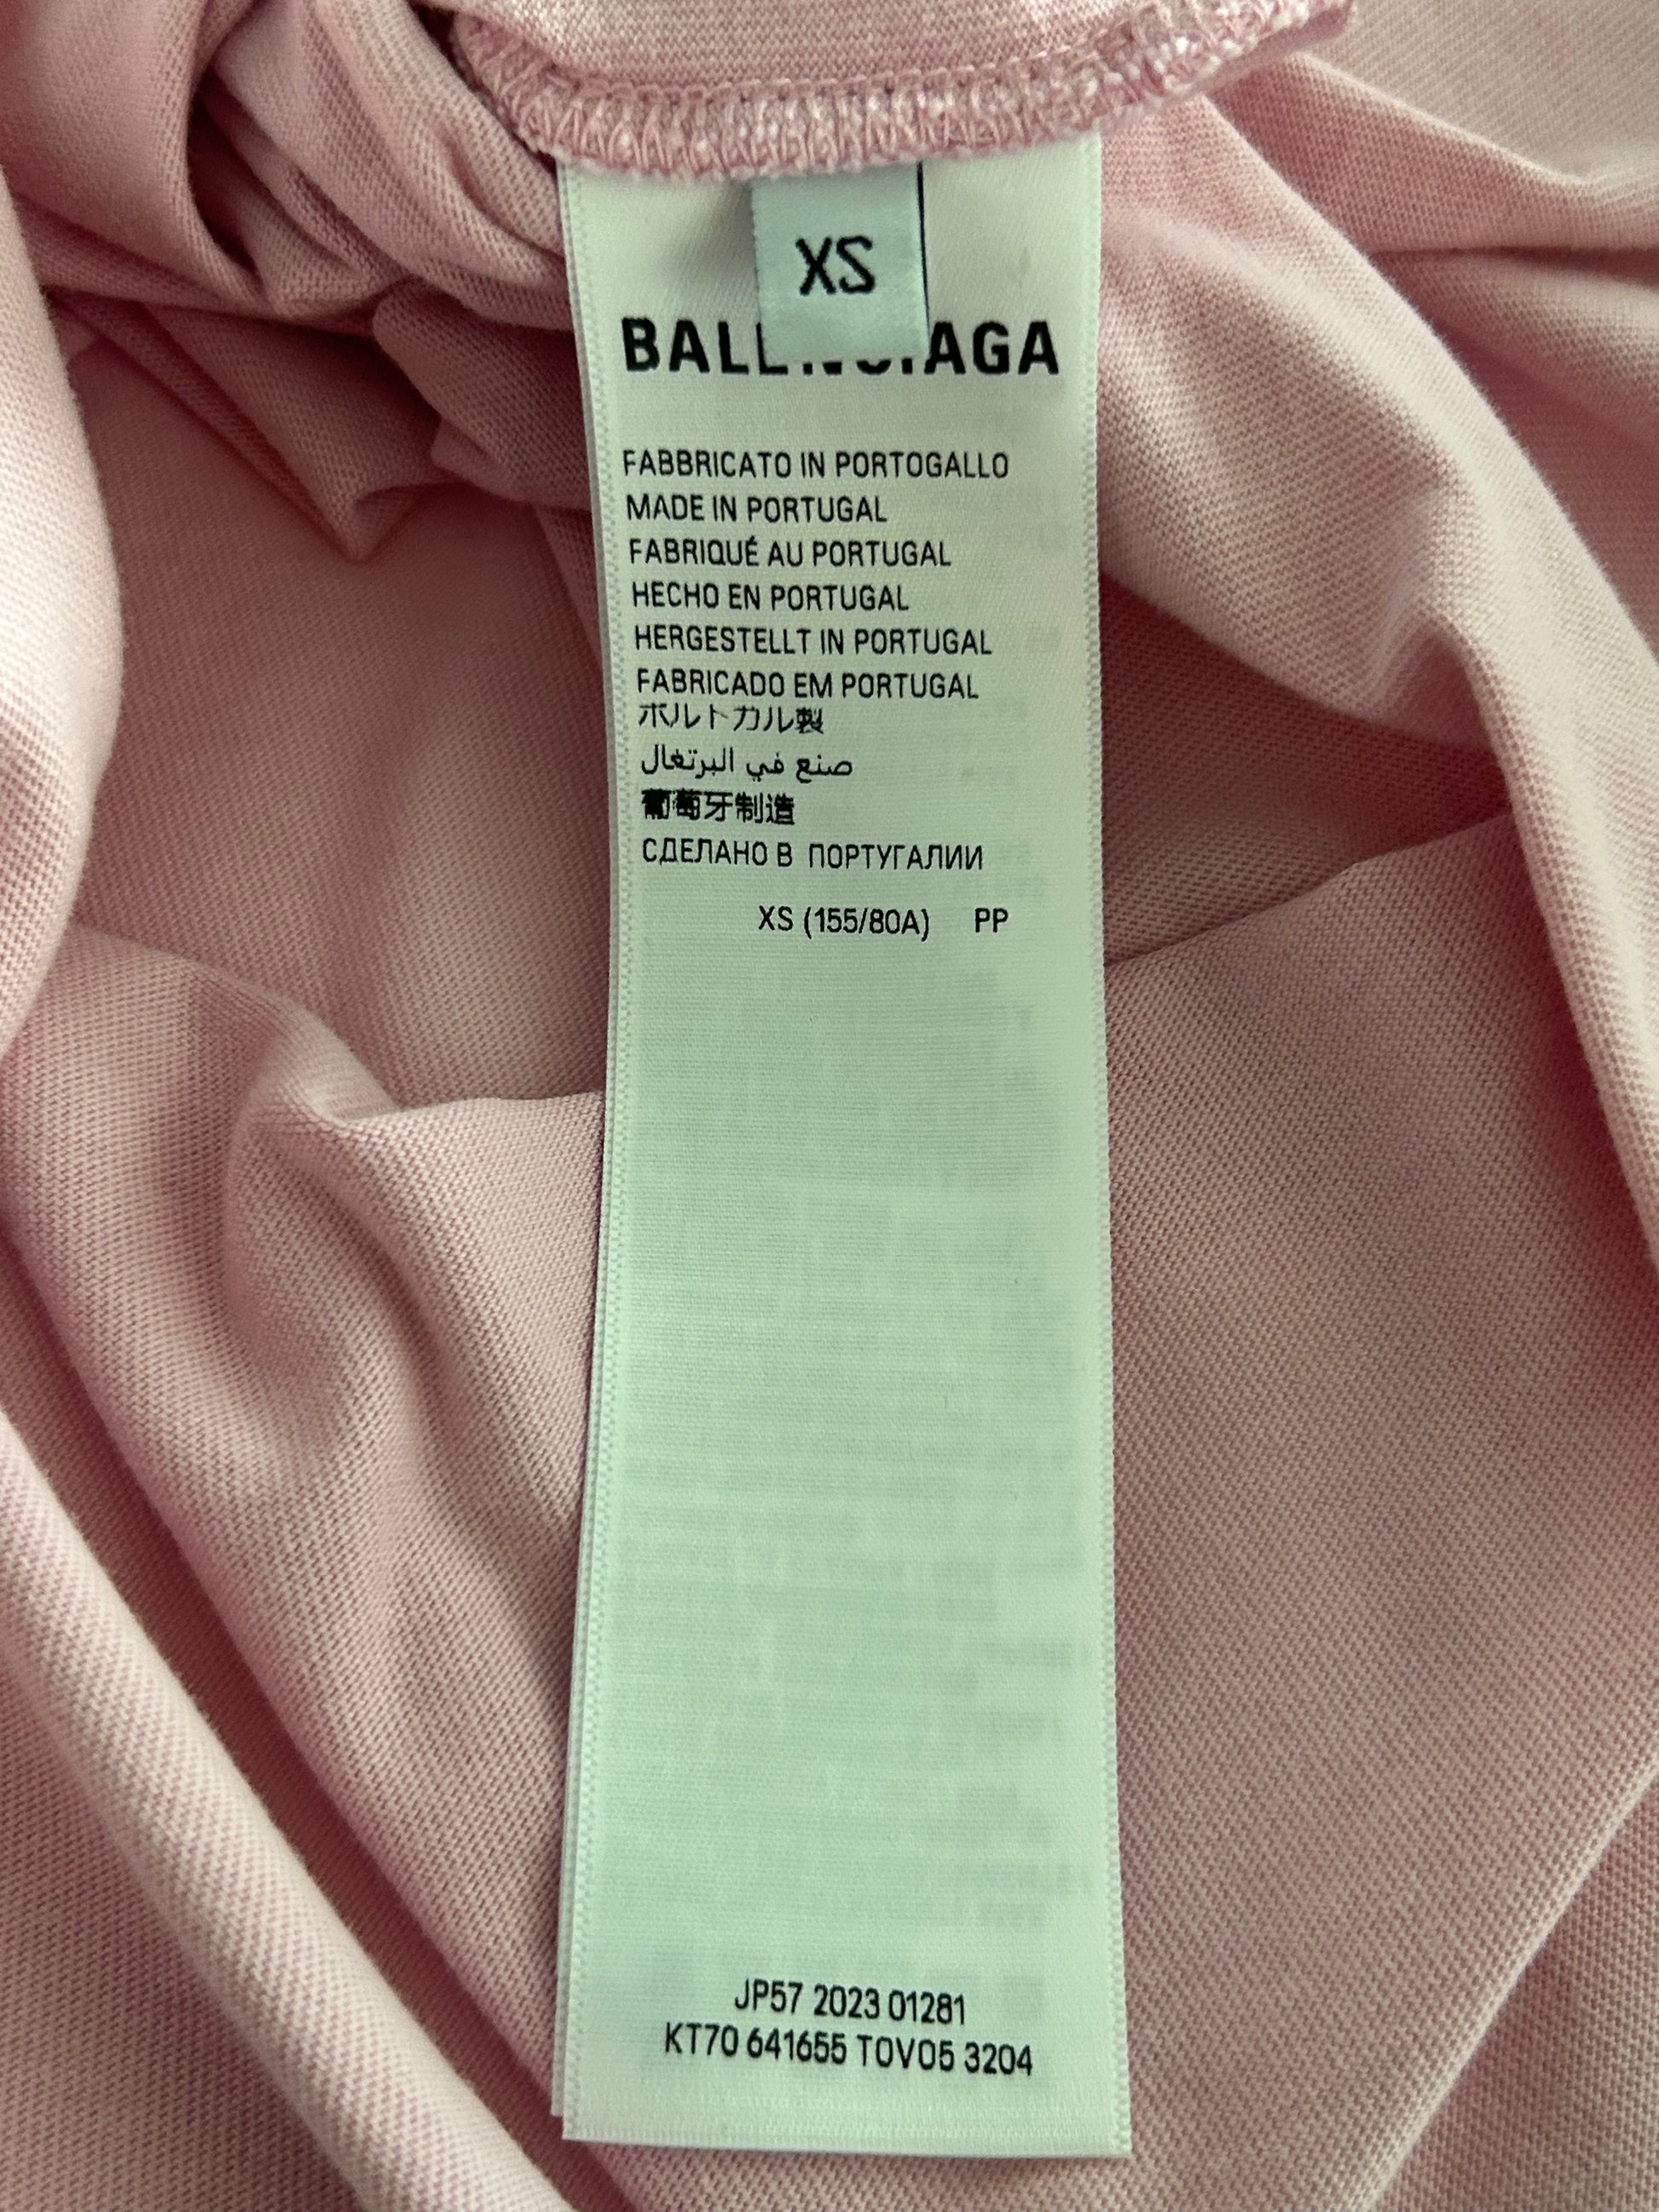 XS
BALENCIAGA
FABBRICATO IN PORTOGALLO
MADE IN PORTUGAL
FABRIQUÉ AU PORTUGAL
HECHO EN PORTUGAL
HERGESTELLT IN PORTUGAL
FABRICADO EM PORTUGAL
ポルトガル製
صنع في البرتغال
葡萄牙制造
СДЕЛАНО В ПОРТУГАЛИИ
XS (155/80A) PP
JP57 2023 01281
KT70 641655 TOVO5 3204